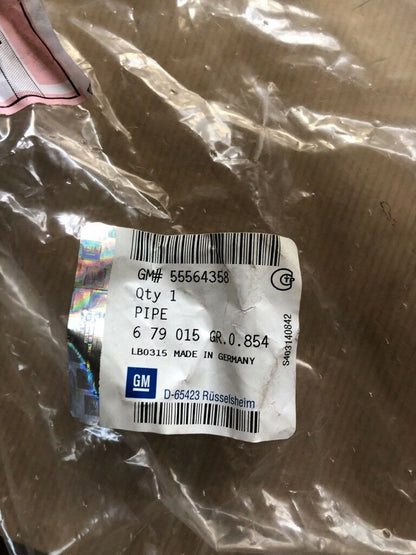 GM# 55564358
Qty 1
PIPE
6 79 015 GR.0.854
LB0315 MADE IN GERMANY
GM
D-65423 Rüsselsheim
S403140842